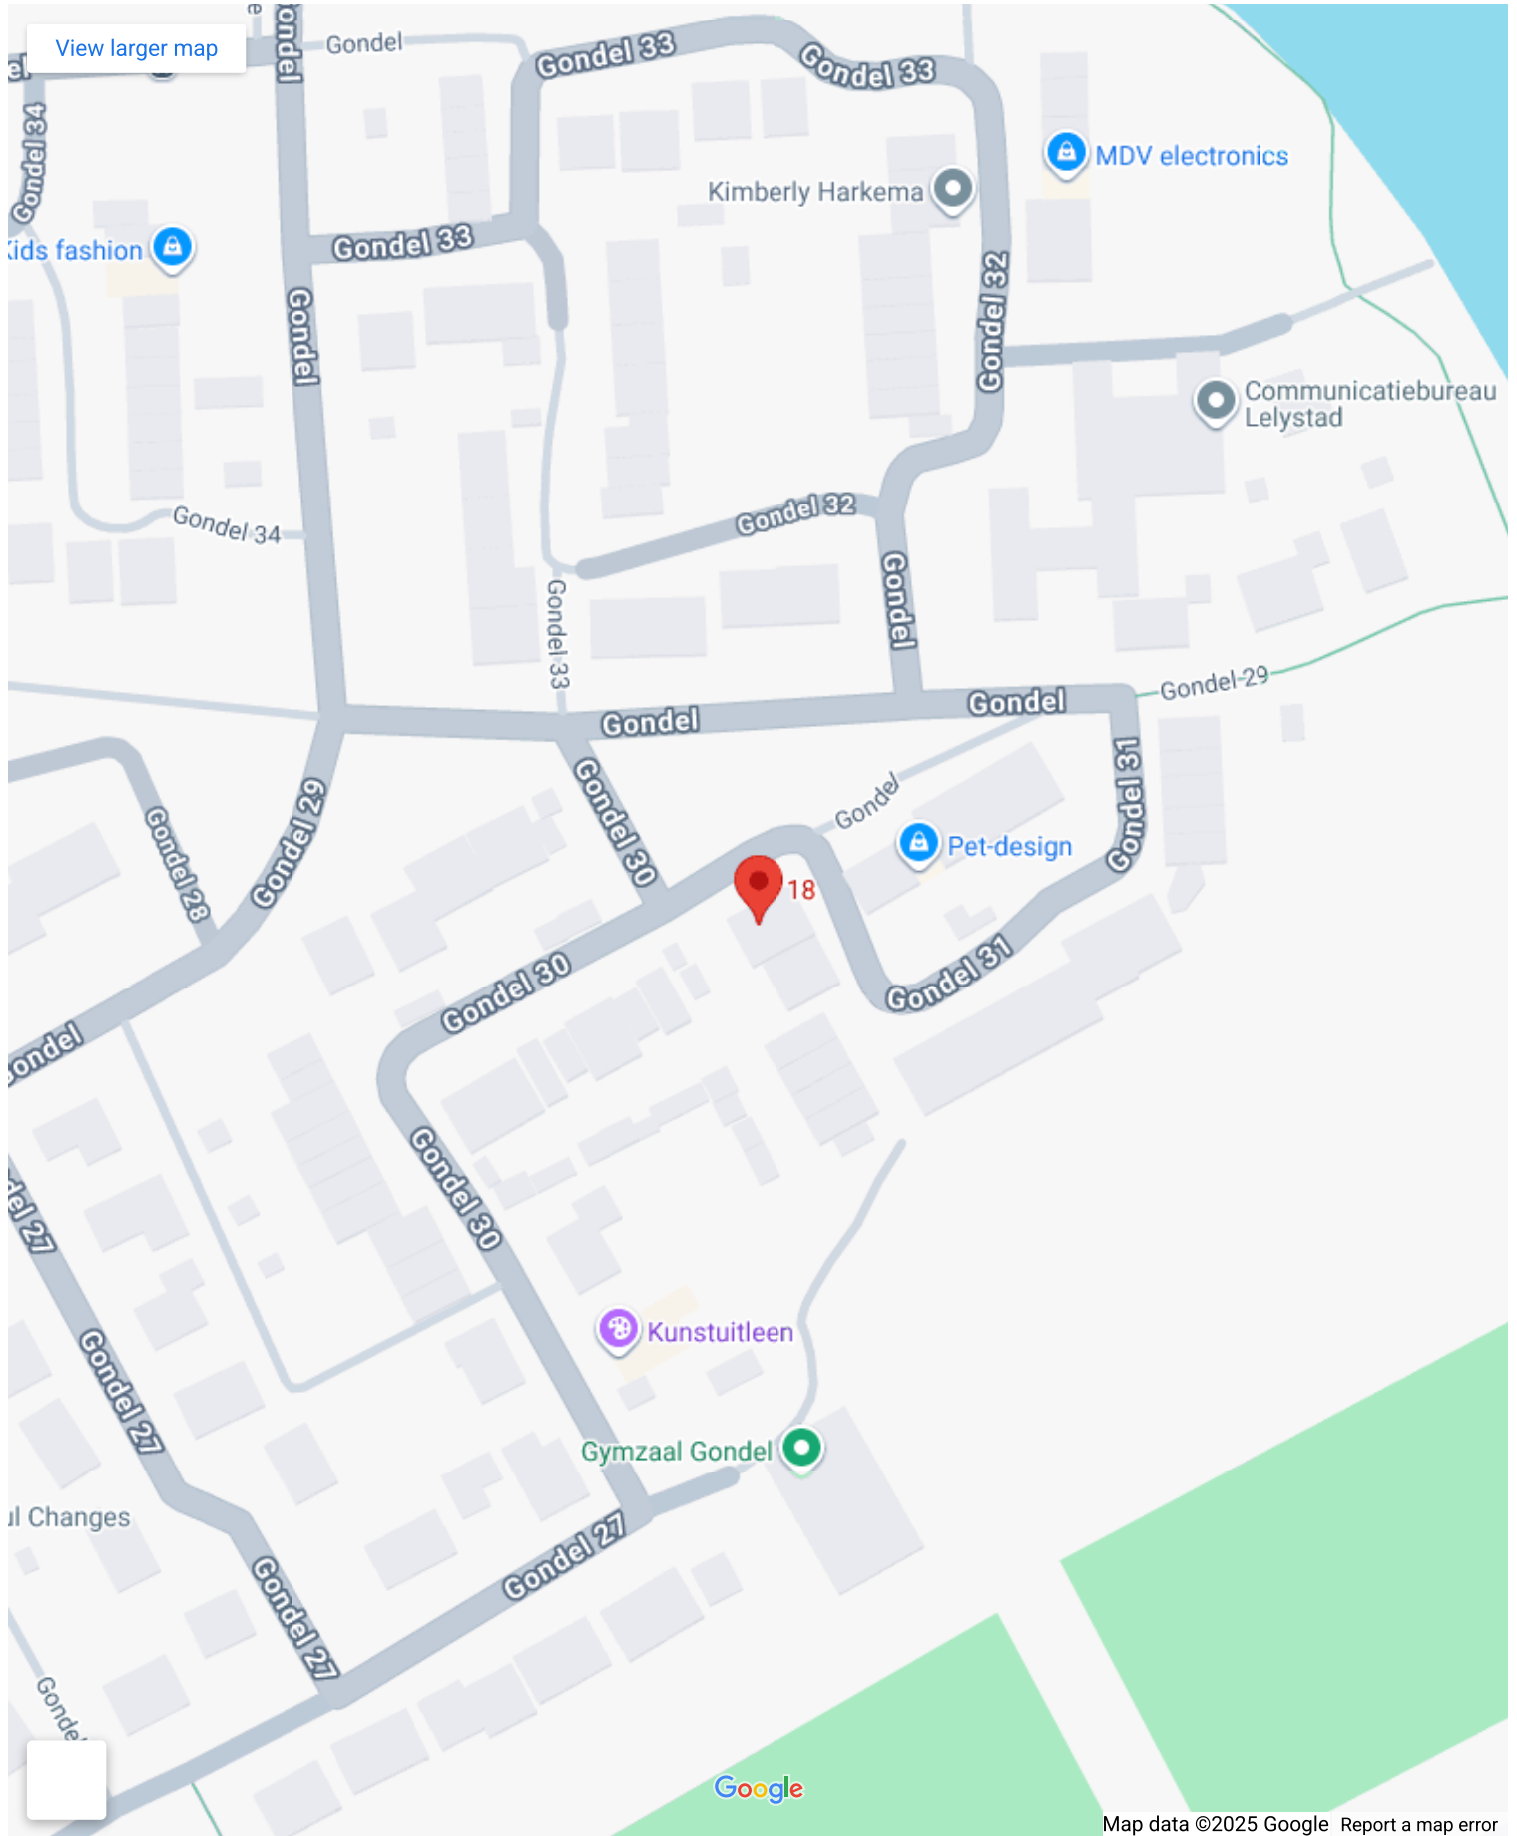 View larger map
Gondel
Gondel
Gondel 33
Gondel 33
Gondel 34
MDV electronics
Kimberly Harkema
Kids fashion
Gondel 33
Gondel 32
Gondel
Communicatiebureau
Lelystad
Gondel 34
Gondel 32
Gondel
Gondel 33
Gondel 29
Gondel
Gondel
Gondel 31
Gondel 30
Gondel
Gondel 29
Gondel 28
Pet-design
18
Gondel 31
Gondel 30
Gondel
Gondel 30
Gondel 27
Kunstuitleen
Gymzaal Gondel
ul Changes
Gondel 27
Gondel 27
Gondel
Google
Map data ©2025 Google
Report a map error